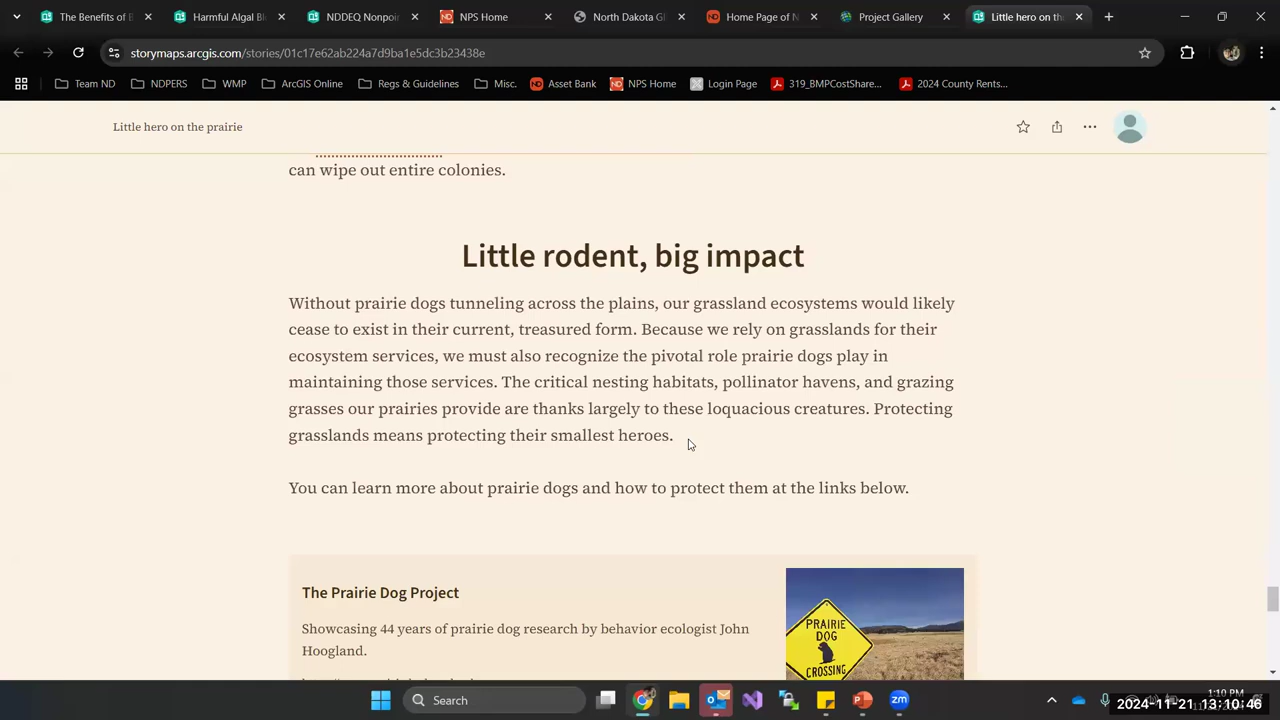 The Benefits of B
Harmful Algal Bl
NDDEQ Nonpoin
NPS Home
North Dakota GI
Home Page of N
Project Gallery
Little hero on th
storymaps.arcgis.com/stories/01c17e62ab224a7d9ba1e5dc3b23438e
Team ND
NDPERS
WMP
ArcGIS Online
Regs & Guidelines
Misc.
Asset Bank
NPS Home
Login Page
319_BMPCostShare...
2024 County Rents...
Little hero on the prairie
can wipe out entire colonies.
Little rodent, big impact
Without prairie dogs tunneling across the plains, our grassland ecosystems would likely
cease to exist in their current, treasured form. Because we rely on grasslands for their
ecosystem services, we must also recognize the pivotal role prairie dogs play in
maintaining those services. The critical nesting habitats, pollinator havens, and grazing
grasses our prairies provide are thanks largely to these loquacious creatures. Protecting
grasslands means protecting their smallest heroes.
You can learn more about prairie dogs and how to protect them at the links below.
The Prairie Dog Project
Showcasing 44 years of prairie dog research by behavior ecologist John
Hoogland.
PRAIRIE
DOG
CROSSING
Search
1:10 PM
2024-11-21 13:10:46